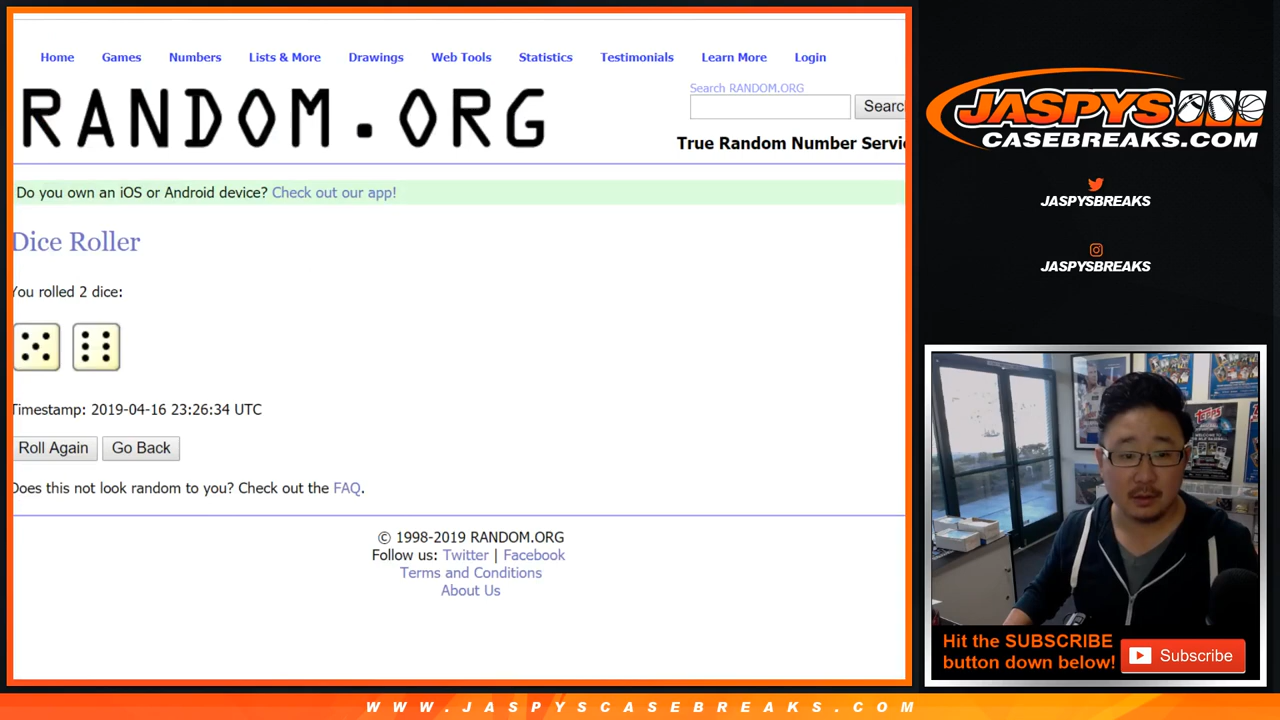 Home Games Numbers Lists & More Drawings Web Tools Statistics Testimonials Learn More Login
RANDOM.ORG
Search RANDOM.ORG
Searc
True Random Number Servi
Do you own an iOS or Android device? Check out our app!
Dice Roller
You rolled 2 dice:
Timestamp: 2019-04-16 23:26:34 UTC
Roll Again Go Back
Does this not look random to you? Check out the FAQ.
© 1998-2019 RANDOM.ORG
Follow us: Twitter | Facebook
Terms and Conditions
About Us
JASPYS
CASEBREAKS.COM
JASPYSBREAKS
JASPYSBREAKS
TOPPS
Hit the SUBSCRIBE
button down below!
Subscribe
WWW.JASPYSCASEBREAKS.COM